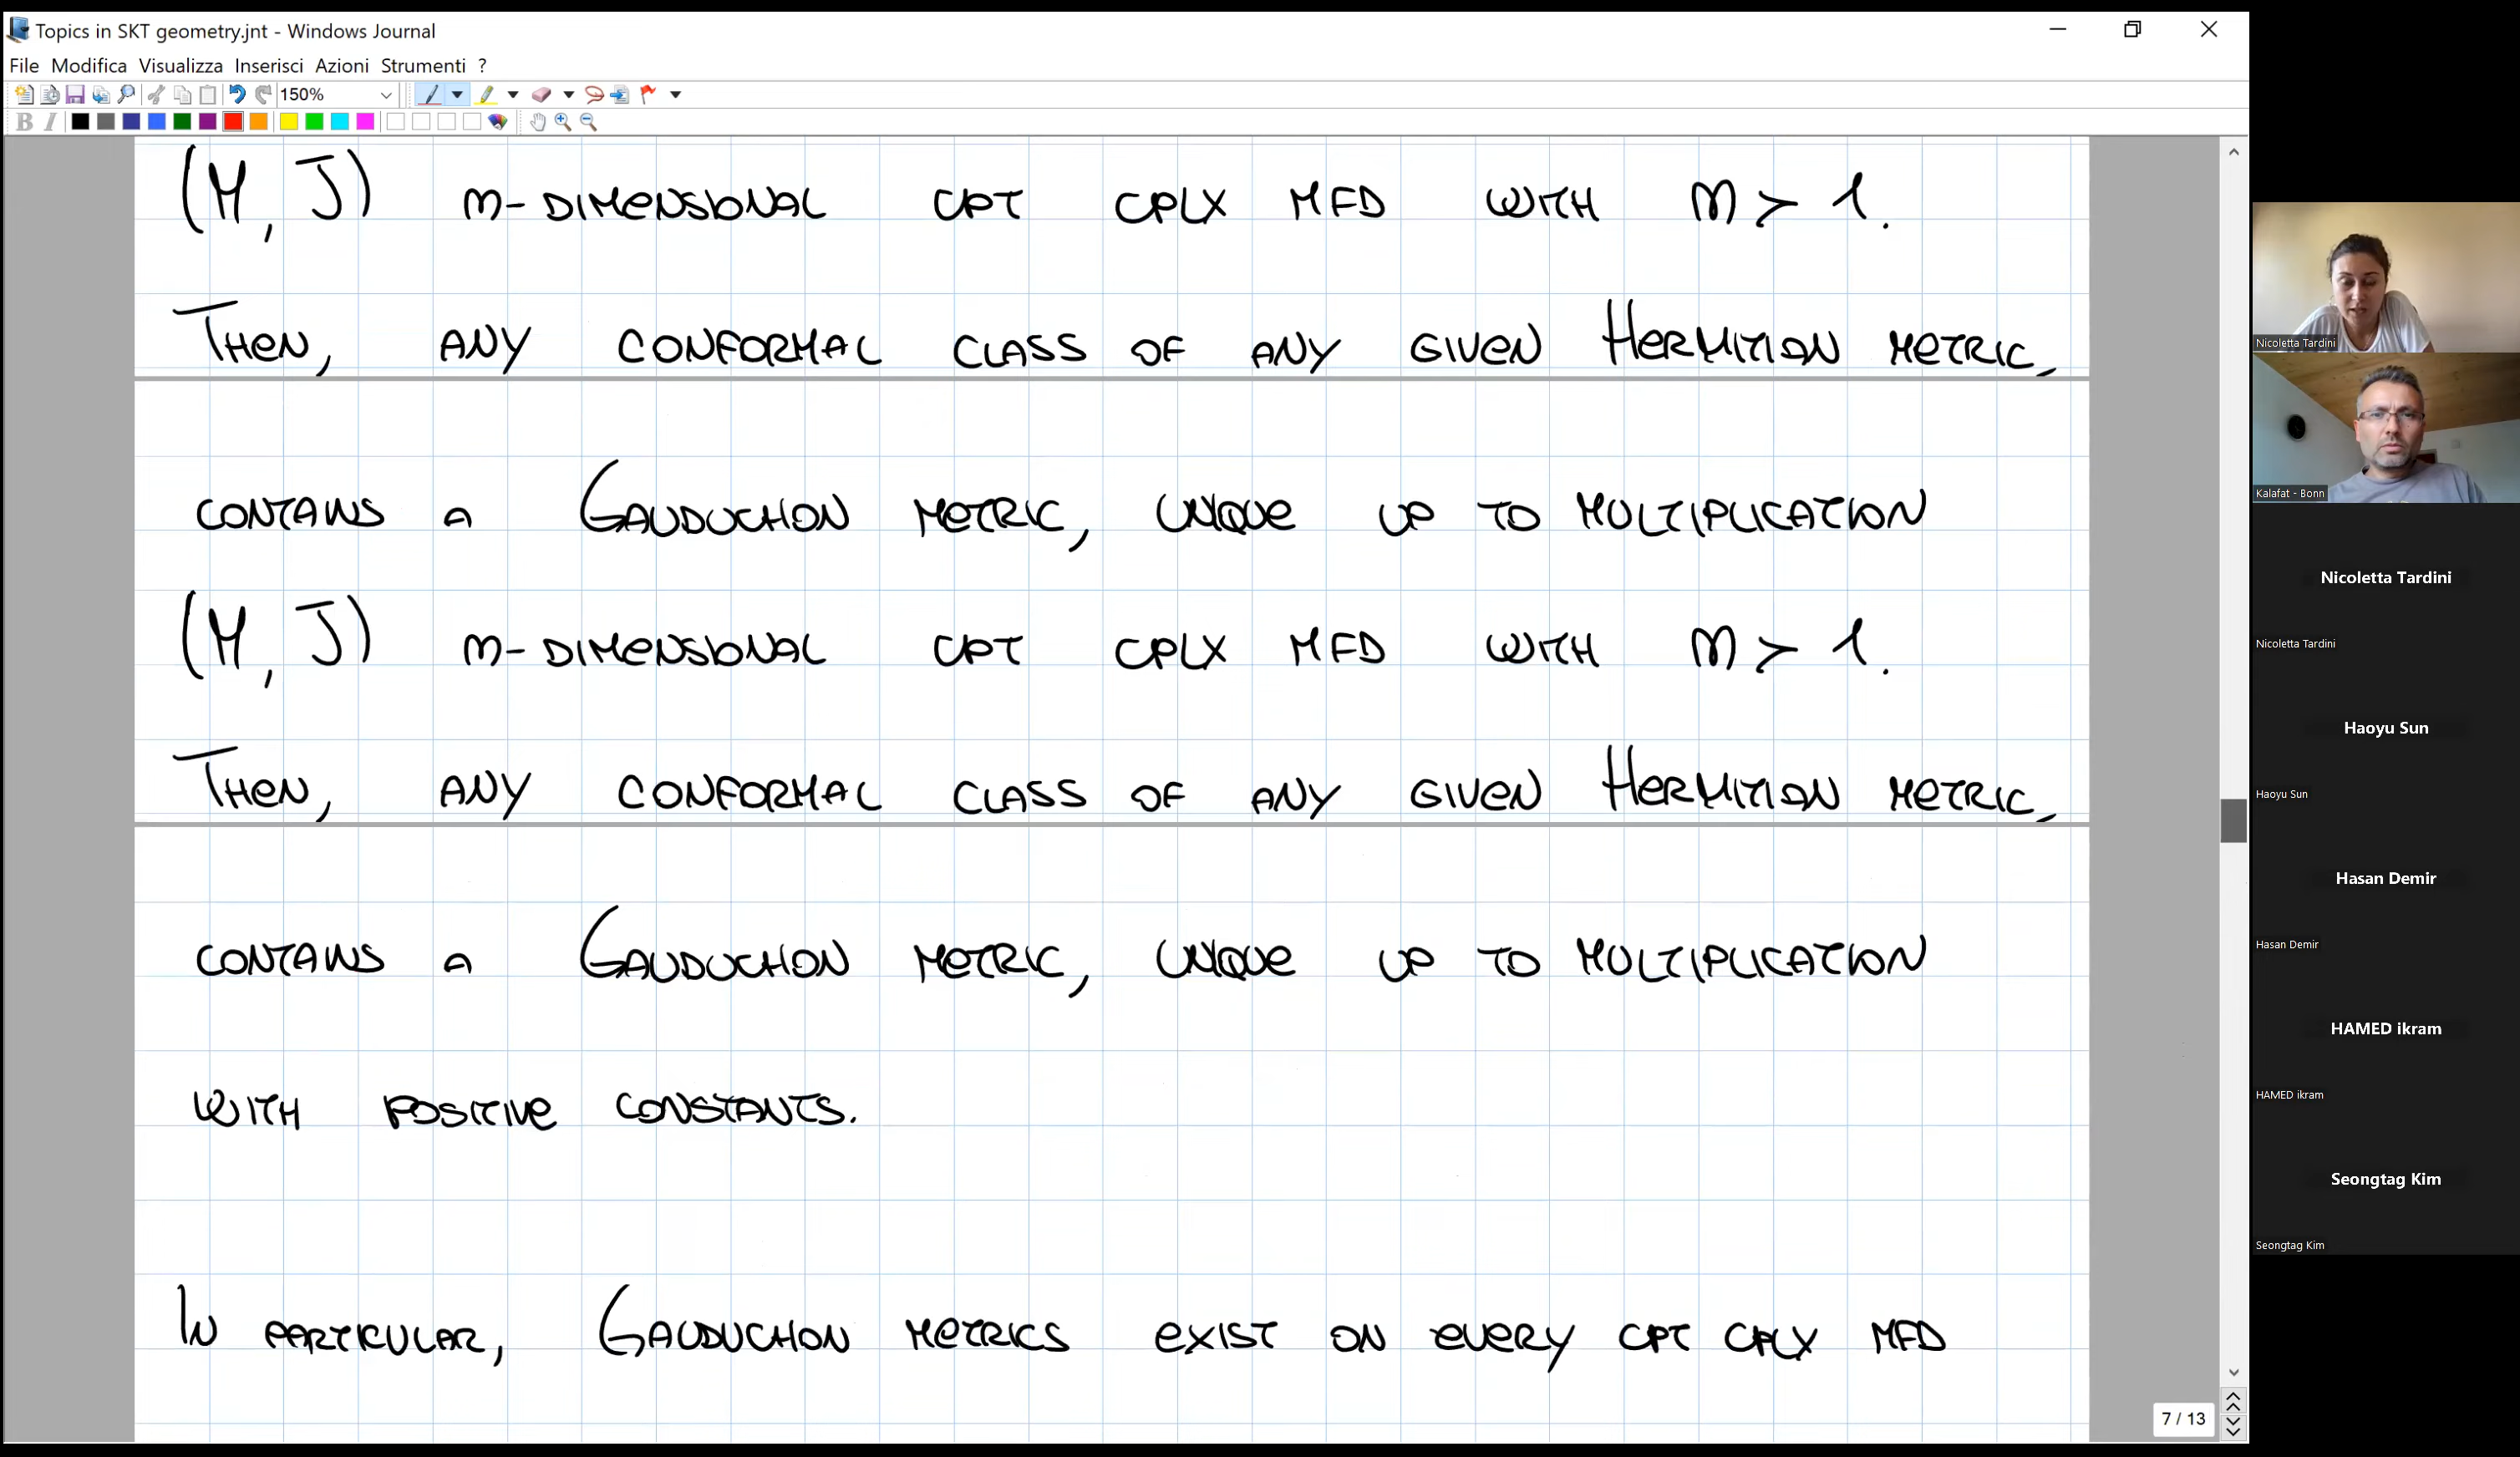 Topics in SKT geometry.jnt - Windows Journal
File Modifica Visualizza Inserisci Azioni Strumenti ?
150%
B I
(M, J) m-DIMENSIONAL CPT CPLX MFD WITH m > 1.
THEN, ANY CONFORMAL CLASS OF ANY GIVEN HERMITIAN METRIC,
CONTAINS A GAUDUCHON METRIC, UNIQUE UP TO MULTIPLICATION
(M, J) m-DIMENSIONAL CPT CPLX MFD WITH m > 1.
THEN, ANY CONFORMAL CLASS OF ANY GIVEN HERMITIAN METRIC,
CONTAINS A GAUDUCHON METRIC, UNIQUE UP TO MULTIPLICATION
WITH POSITIVE CONSTANTS.
IN PARTICULAR, GAUDUCHON METRICS EXIST ON EVERY CPT CPLX MFD
7 / 13
Nicoletta Tardini
Kalafat - Bonn
Nicoletta Tardini
Nicoletta Tardini
Haoyu Sun
Haoyu Sun
Hasan Demir
Hasan Demir
HAMED ikram
HAMED ikram
Seongtag Kim
Seongtag Kim